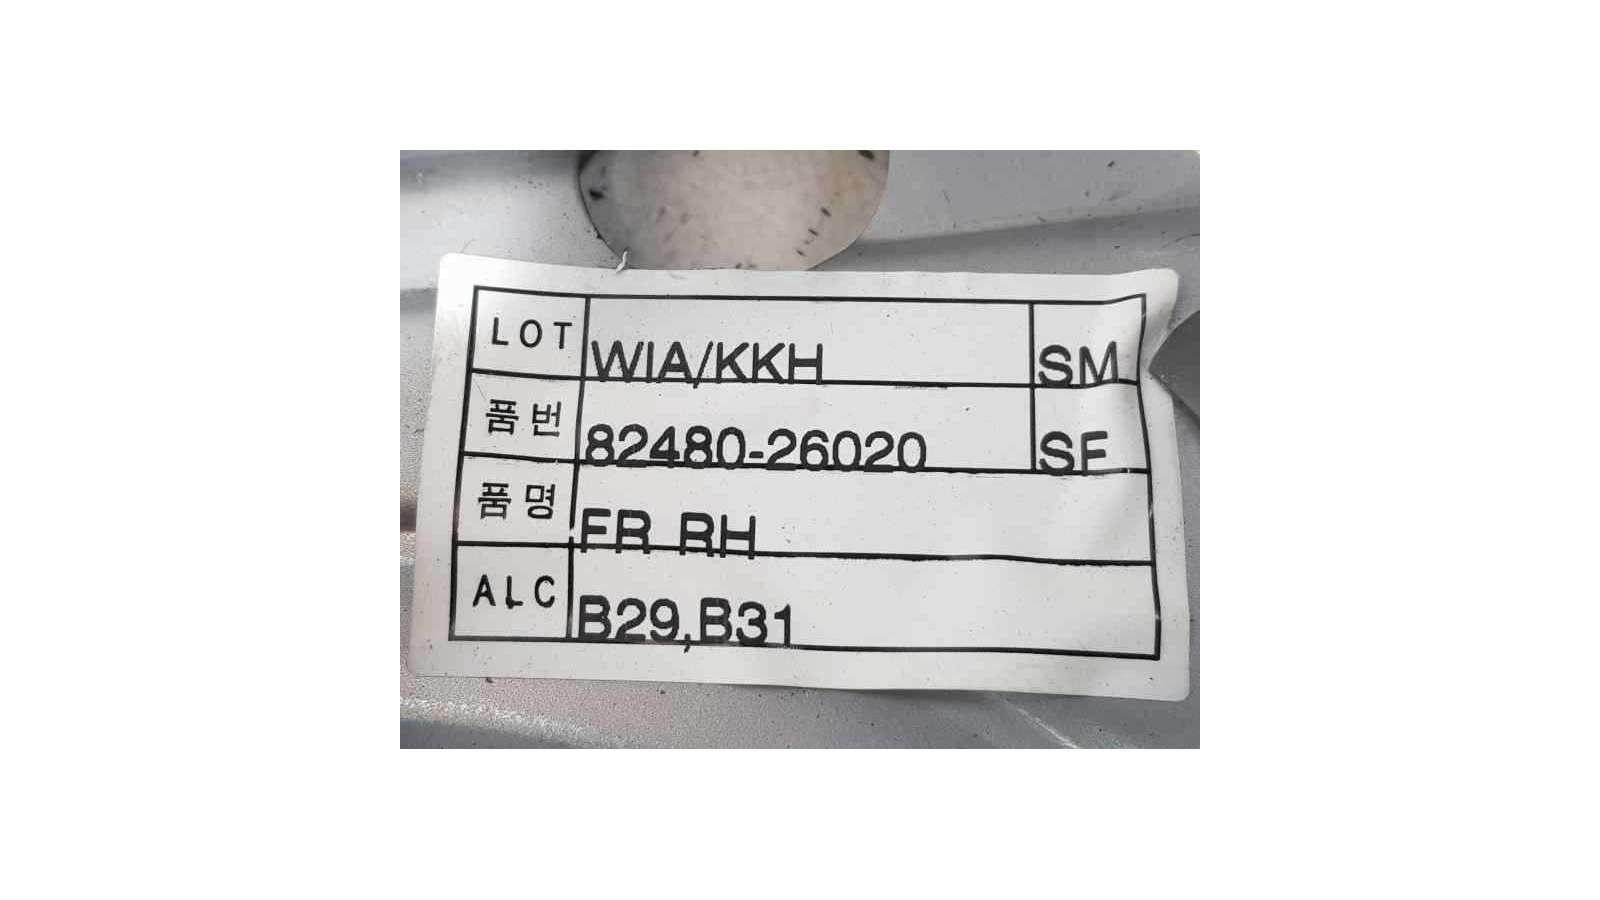 LOT WIA/KKH SM
품번 82480-26020 SF
품명 FR RH
ALC B29,B31